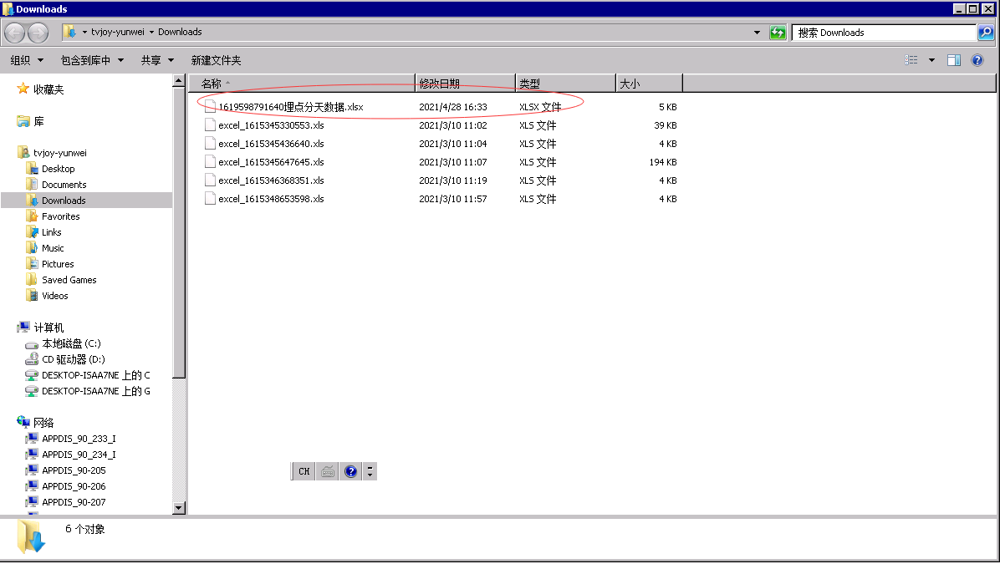 Downloads
tvjoy-yunwei Downloads
搜索 Downloads
组织 包含到库中 共享 新建文件夹
收藏夹
库
tvjoy-yunwei
Desktop
Documents
Downloads
Favorites
Links
Music
Pictures
Saved Games
Videos
计算机
本地磁盘 (C:)
CD 驱动器 (D:)
DESKTOP-ISAA7NE 上的 C
DESKTOP-ISAA7NE 上的 G
网络
APPDIS_90_233_I
APPDIS_90_234_I
APPDIS_90-205
APPDIS_90-206
APPDIS_90-207
名称 修改日期 类型 大小
1619598791640埋点分天数据.xlsx 2021/4/28 16:33 XLSX 文件 5 KB
excel_1615345330553.xls 2021/3/10 11:02 XLS 文件 39 KB
excel_1615345436640.xls 2021/3/10 11:04 XLS 文件 4 KB
excel_1615345647645.xls 2021/3/10 11:07 XLS 文件 194 KB
excel_1615346368351.xls 2021/3/10 11:19 XLS 文件 4 KB
excel_1615348653598.xls 2021/3/10 11:57 XLS 文件 4 KB
CH
6 个对象